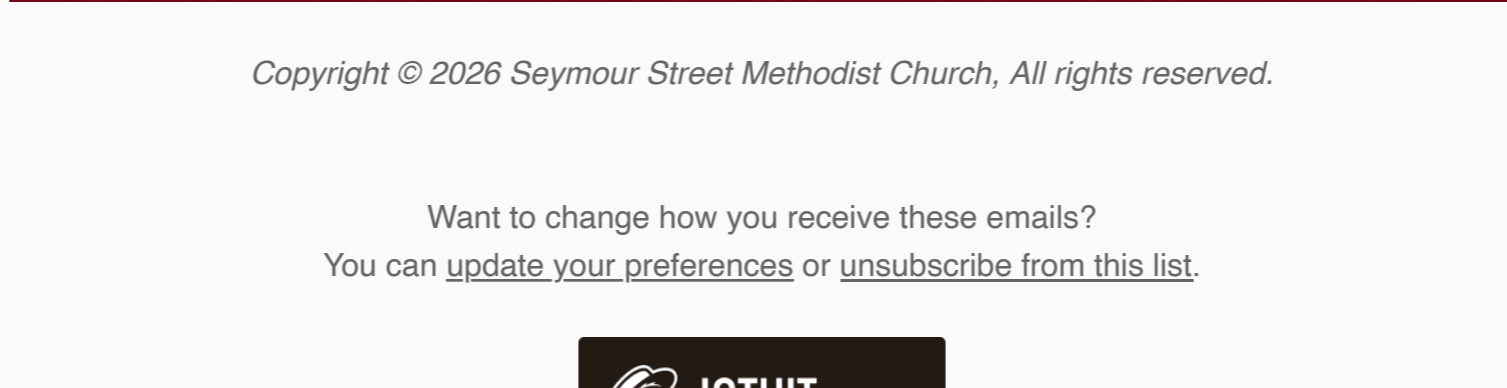 Copyright © 2026 Seymour Street Methodist Church, All rights reserved.
Want to change how you receive these emails?
You can update your preferences or unsubscribe from this list.